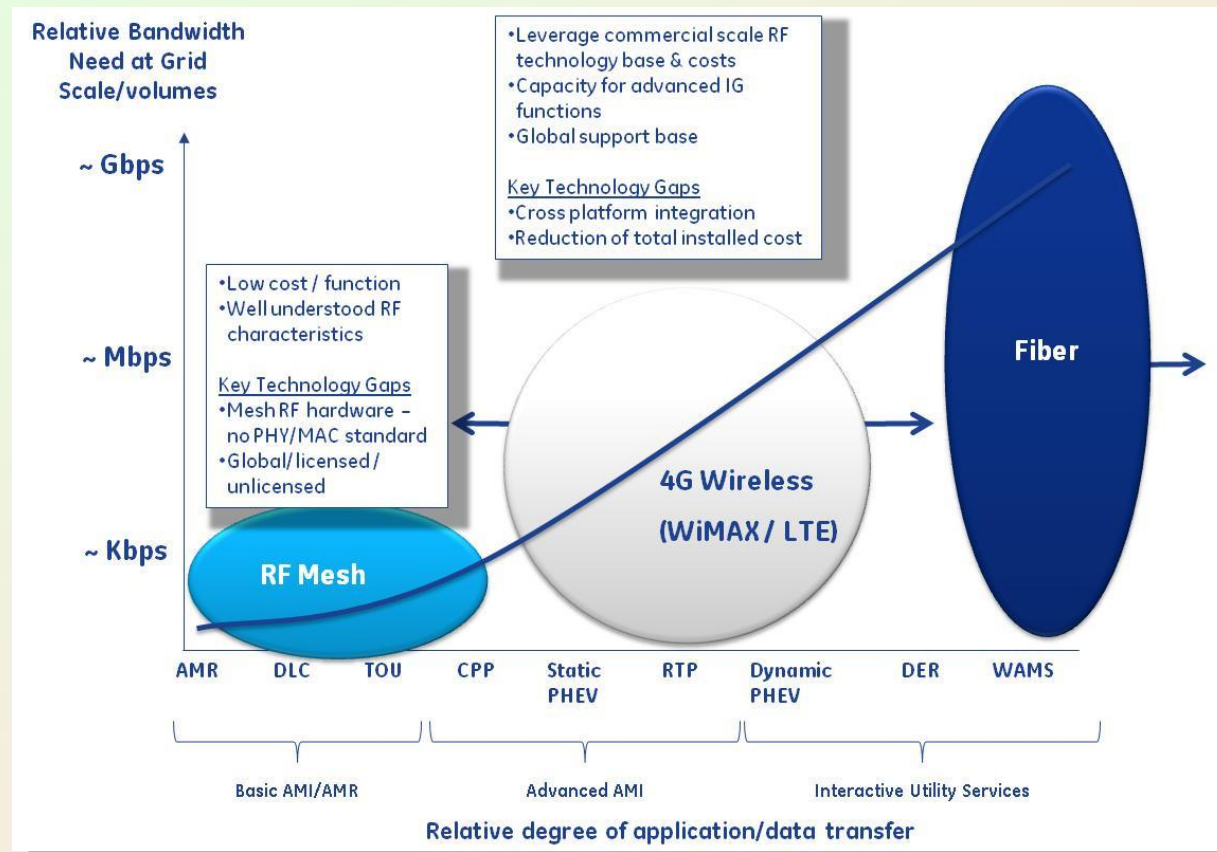 Relative Bandwidth
Need at Grid
Scale/volumes
•Leverage commercial scale RF
technology base & costs
•Capacity for advanced IG
functions
•Global support base
Key Technology Gaps
•Cross platform integration
•Reduction of total installed cost
~ Gbps
•Low cost / function
•Well understood RF
characteristics
Key Technology Gaps
•Mesh RF hardware –
no PHY/MAC standard
•Global/ licensed /
unlicensed
~ Mbps
Fiber
4G Wireless
(WiMAX / LTE)
~ Kbps
RF Mesh
AMR DLC TOU CPP Static RTP Dynamic DER WAMS
PHEV PHEV
Basic AMI/AMR Advanced AMI Interactive Utility Services
Relative degree of application/data transfer